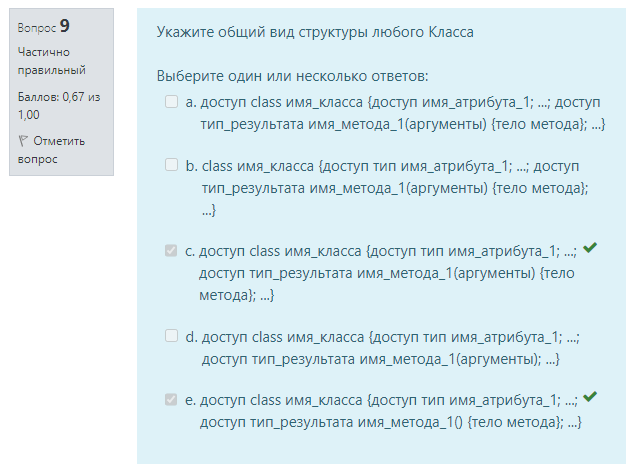 Вопрос 9
Частично
правильный
Баллов: 0,67 из
1,00
Отметить
вопрос
Укажите общий вид структуры любого Класса
Выберите один или несколько ответов:
a. доступ class имя_класса {доступ имя_атрибута_1; ...; доступ
тип_результата имя_метода_1(аргументы) {тело метода}; ...}
b. class имя_класса {доступ тип имя_атрибута_1; ...; доступ
тип_результата имя_метода_1(аргументы) {тело метода};
...}
c. доступ class имя_класса {доступ тип имя_атрибута_1; ...;
доступ тип_результата имя_метода_1(аргументы) {тело
метода}; ...}
d. доступ class имя_класса {доступ тип имя_атрибута_1; ...;
доступ тип_результата имя_метода_1(аргументы); ...}
e. доступ class имя_класса {доступ тип имя_атрибута_1; ...;
доступ тип_результата имя_метода_1() {тело метода}; ...}